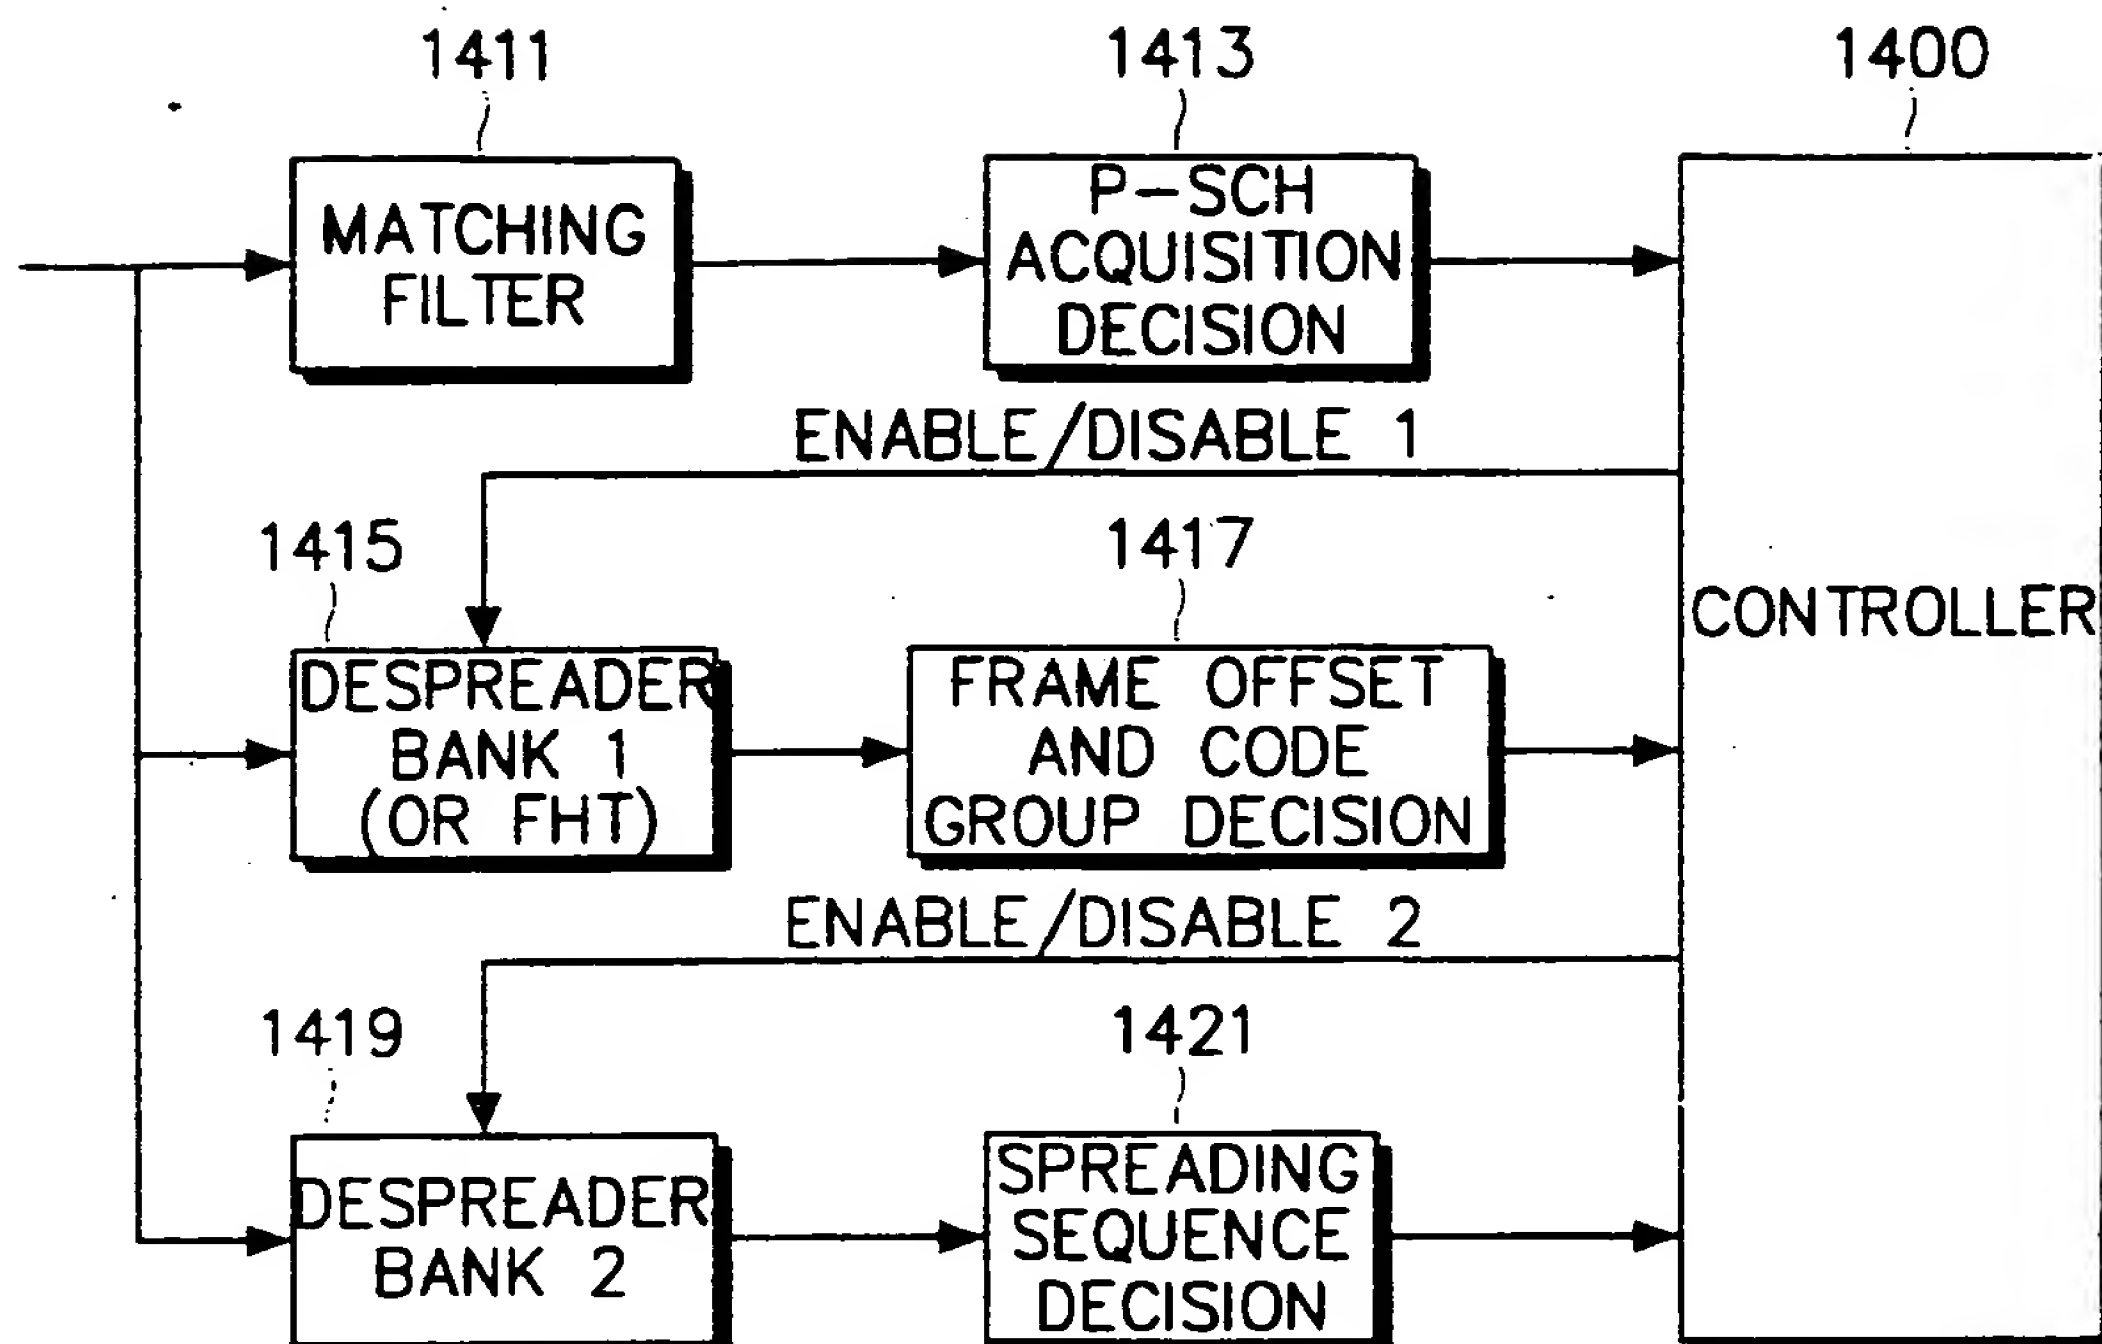 1411
1413
1400
MATCHING
FILTER
P-SCH
ACQUISITION
DECISION
ENABLE/DISABLE 1
1415
1417
CONTROLLER
DESPREADER
BANK 1
(OR FHT)
FRAME OFFSET
AND CODE
GROUP DECISION
ENABLE/DISABLE 2
1419
1421
DESPREADER
BANK 2
SPREADING
SEQUENCE
DECISION